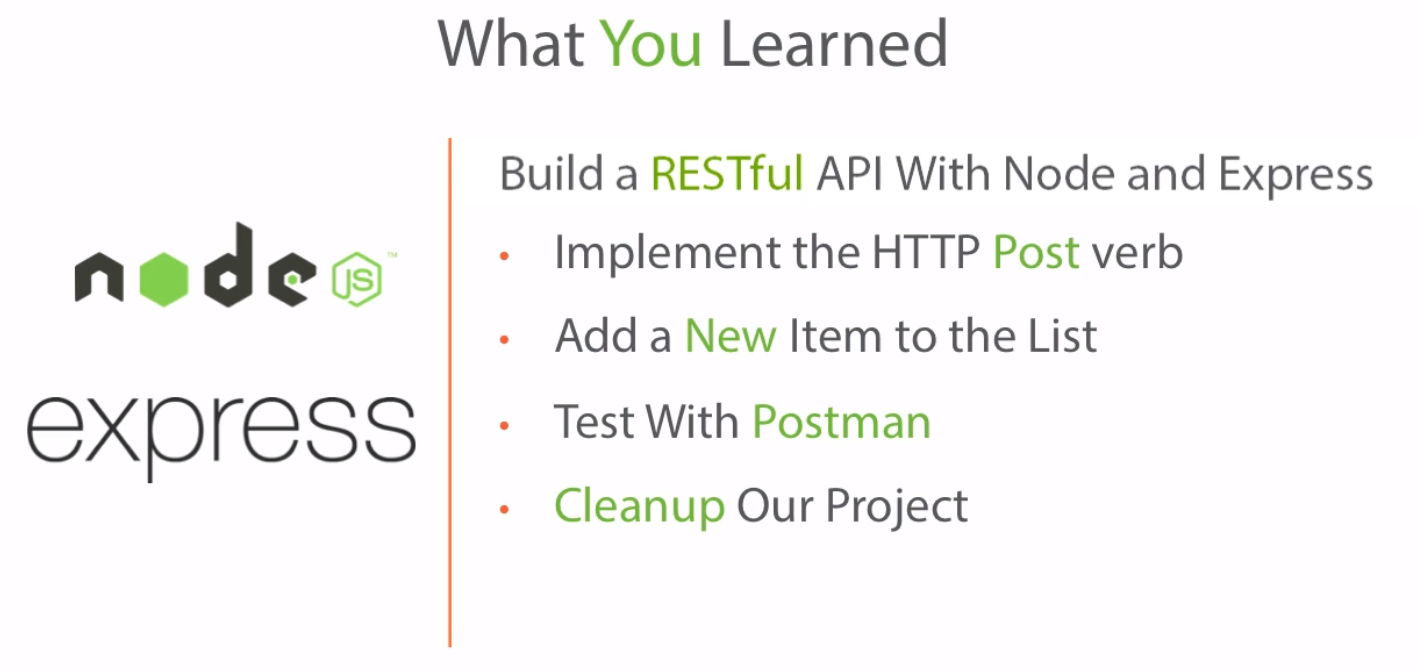 What You Learned
node JS™
express
Build a RESTful API With Node and Express
• Implement the HTTP Post verb
• Add a New Item to the List
• Test With Postman
• Cleanup Our Project